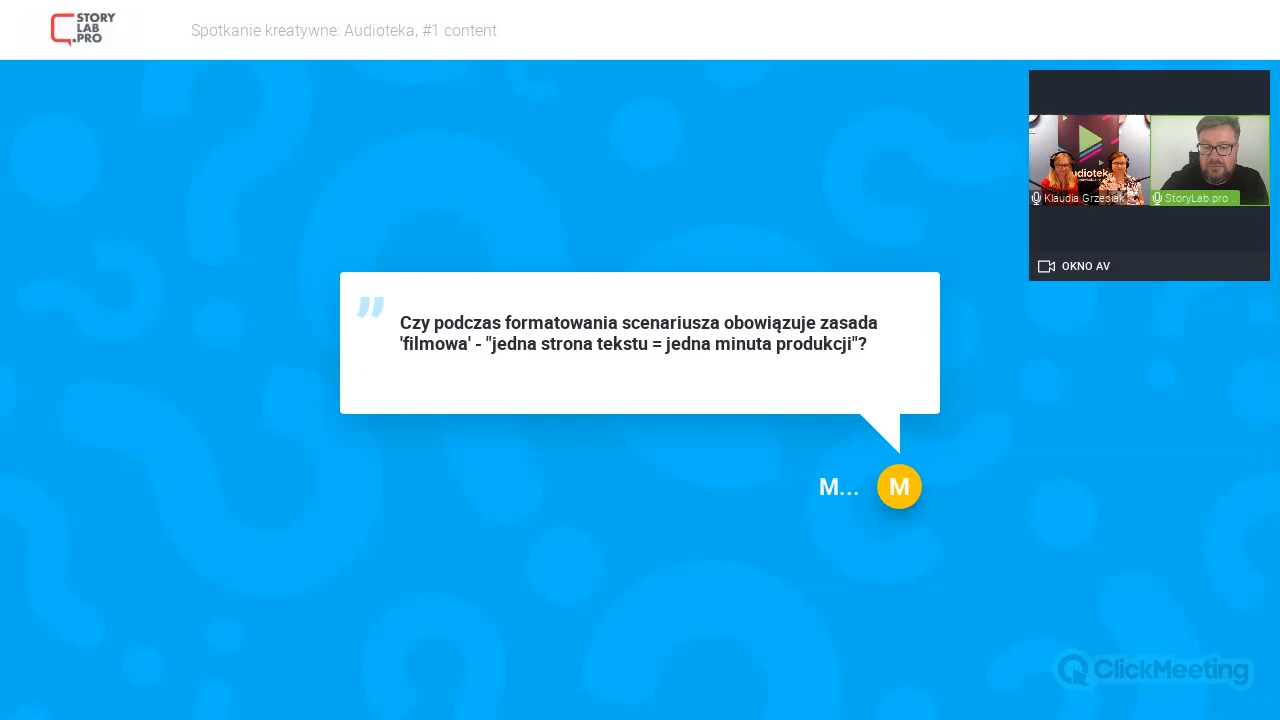 STORY
LAB
.PRO
Spotkanie kreatywne: Audioteka, #1 content
Klaudia Grzesiak
StoryLab.pro ...
OKNO AV
"
Czy podczas formatowania scenariusza obowiązuje zasada
'filmowa' - "jedna strona tekstu = jedna minuta produkcji"?
M... M
ClickMeeting